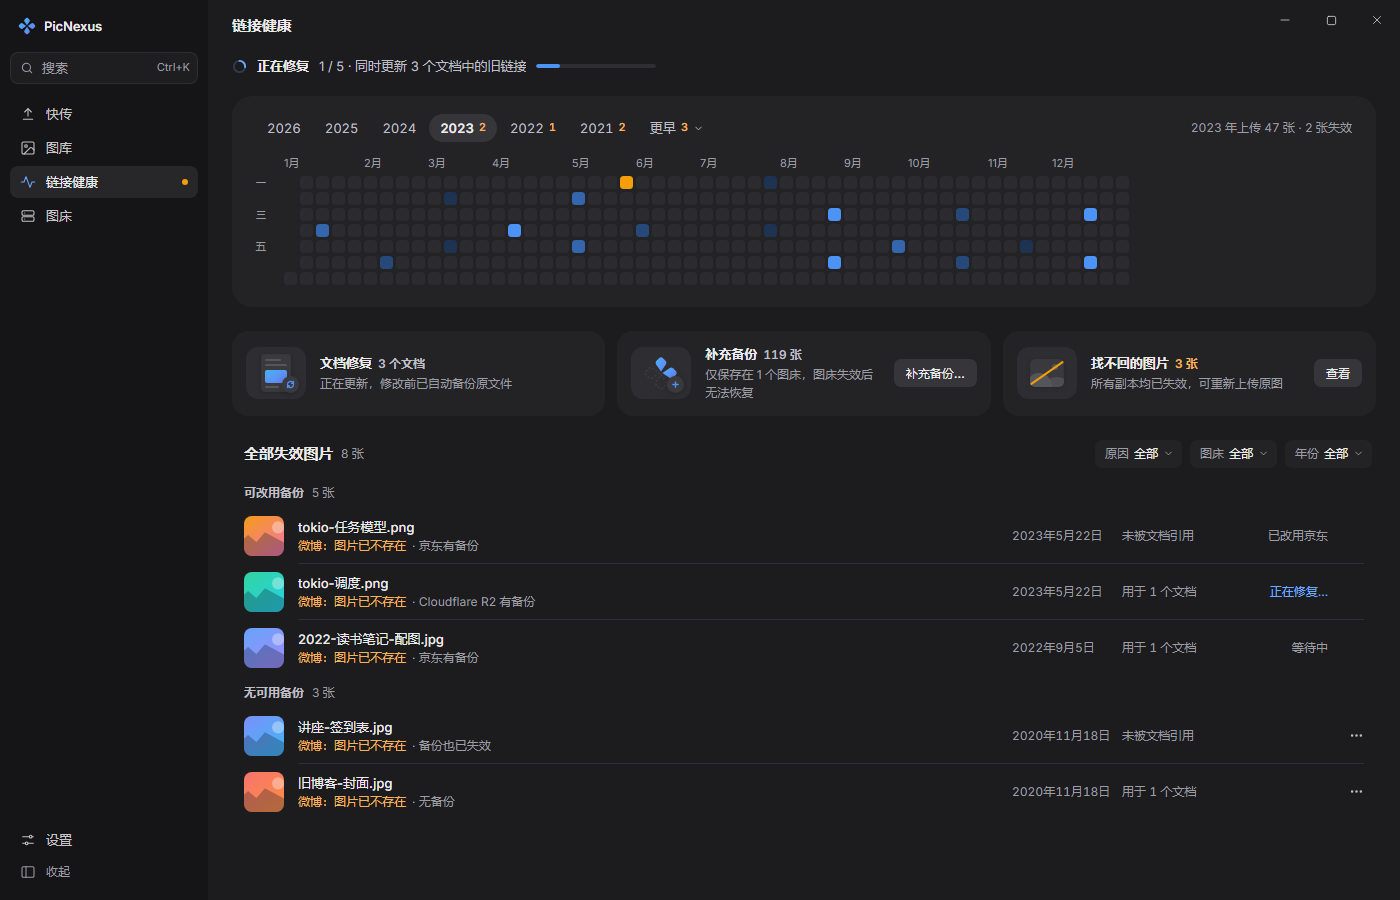 PicNexus
搜索 Ctrl+K
快传
图库
链接健康
图床
设置
收起
链接健康
正在修复 1 / 5 · 同时更新 3 个文档中的旧链接
2026 2025 2024 2023 2 2022 1 2021 2 更早 3
2023 年上传 47 张 · 2 张失效
1月 2月 3月 4月 5月 6月 7月 8月 9月 10月 11月 12月
一
三
五
文档修复 3 个文档
正在更新，修改前已自动备份原文件
补充备份 119 张
仅保存在 1 个图床，图床失效后
无法恢复
补充备份...
找不回的图片 3 张
所有副本均已失效，可重新上传原图
查看
全部失效图片 8 张
原因 全部 图床 全部 年份 全部
可改用备份 5 张
tokio-任务模型.png
微博：图片已不存在 · 京东有备份
2023年5月22日 未被文档引用 已改用京东
tokio-调度.png
微博：图片已不存在 · Cloudflare R2 有备份
2023年5月22日 用于 1 个文档 正在修复...
2022-读书笔记-配图.jpg
微博：图片已不存在 · 京东有备份
2022年9月5日 用于 1 个文档 等待中
无可用备份 3 张
讲座-签到表.jpg
微博：图片已不存在 · 备份也已失效
2020年11月18日 未被文档引用
旧博客-封面.jpg
微博：图片已不存在 · 无备份
2020年11月18日 用于 1 个文档